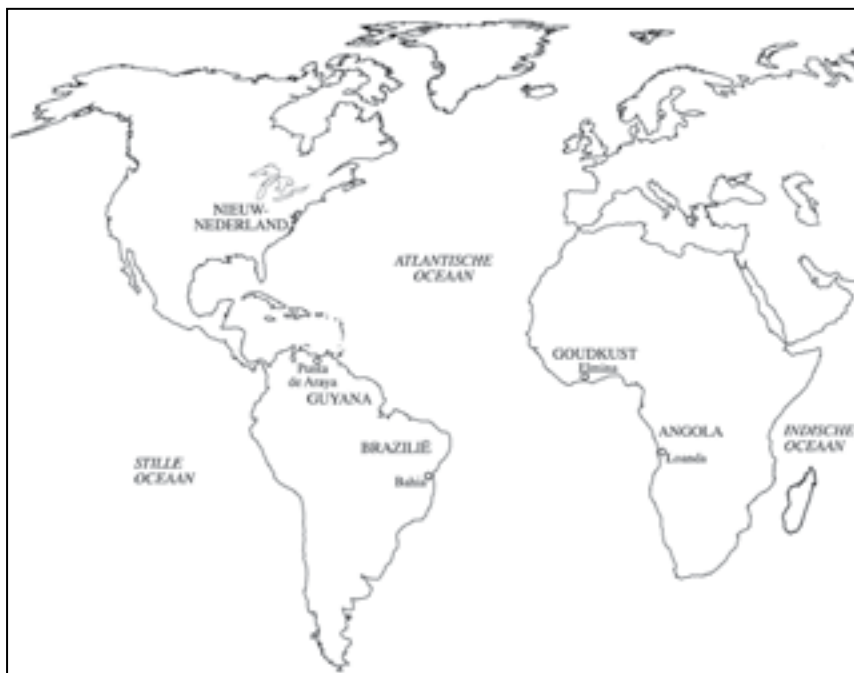 NIEUW-
NEDERLAND
ATLANTISCHE
OCEAAN
GOUDKUST
Elmina
Punta
de Araya
GUYANA
BRAZILIË
ANGOLA
INDISCHE
OCEAAN
Loanda
STILLE
OCEAAN
Bahia